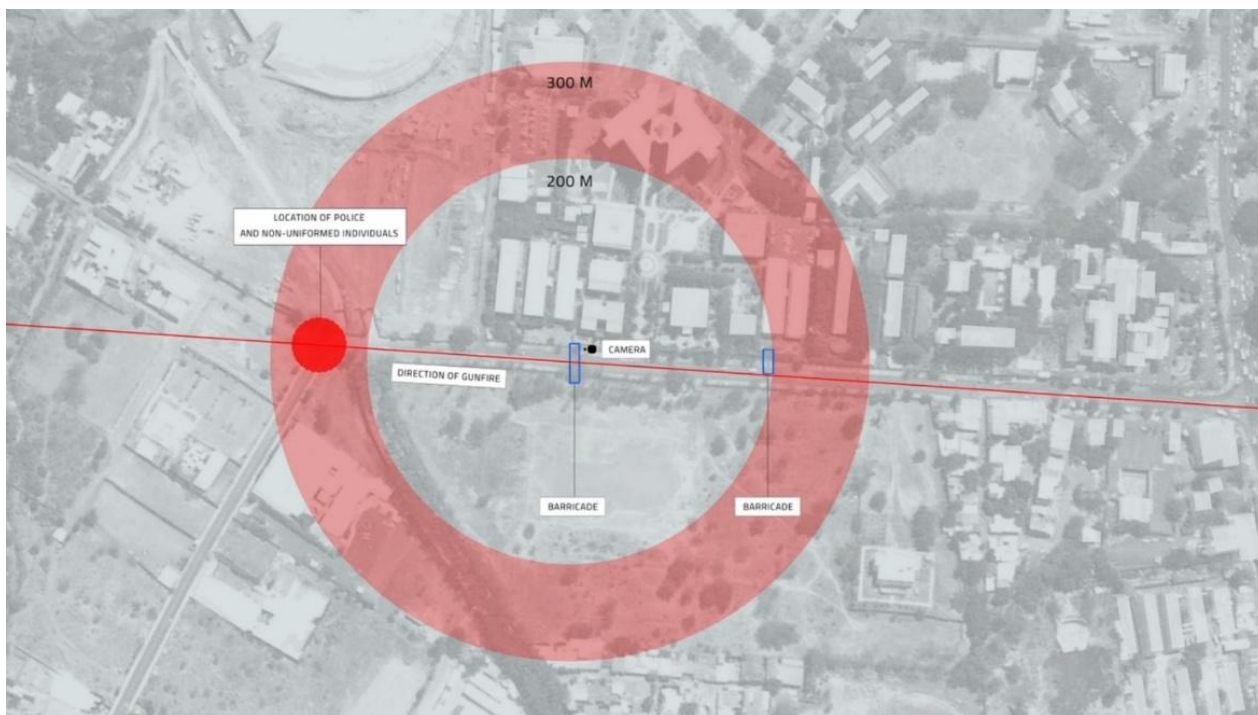 300 M
200 M
LOCATION OF POLICE
AND NON-UNIFORMED INDIVIDUALS
CAMERA
DIRECTION OF GUNFIRE
BARRICADE
BARRICADE